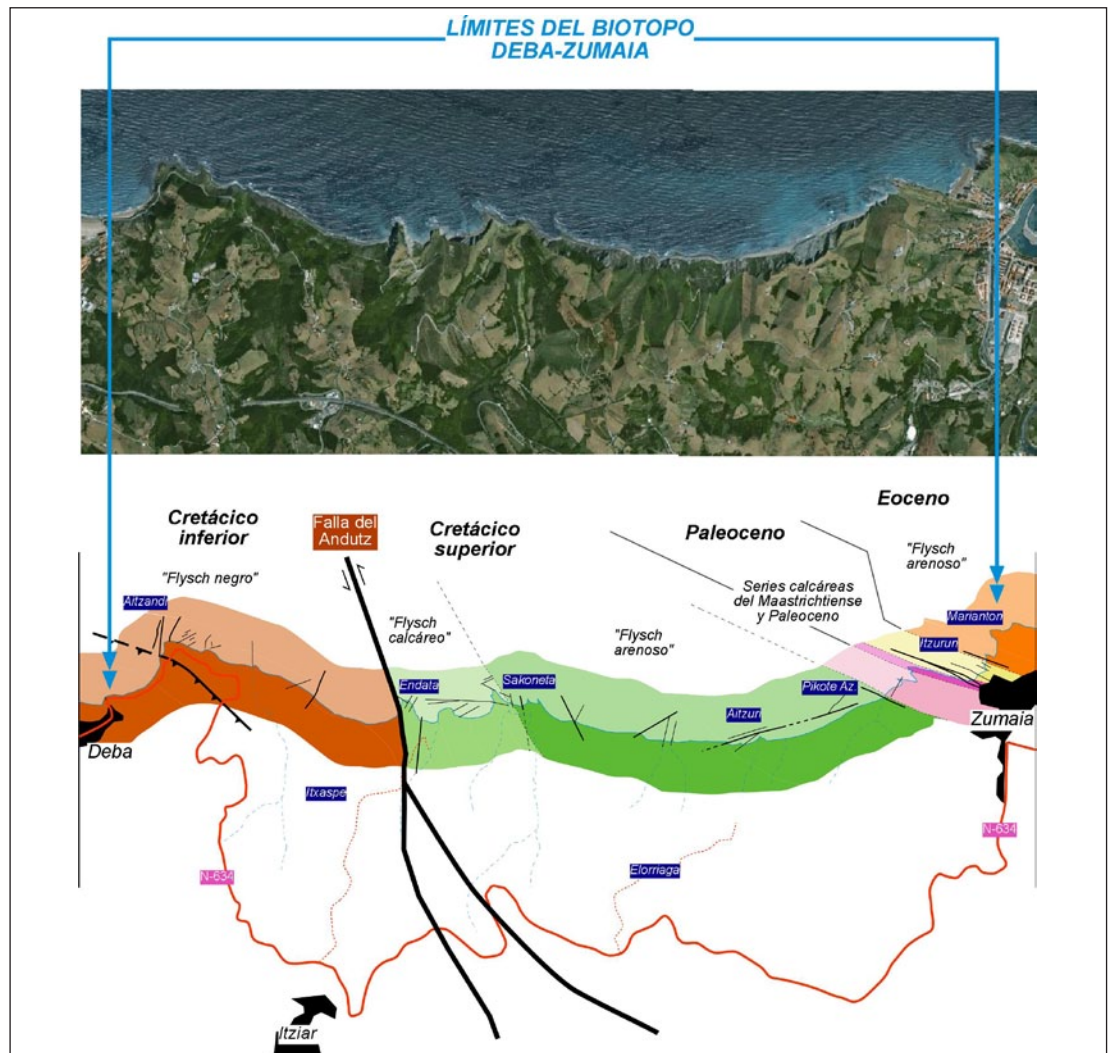 LÍMITES DEL BIOTOPO
DEBA-ZUMAIA
Eoceno
Cretácico
inferior
Falla del
Andutz
Cretácico
superior
Paleoceno
"Flysch
arenoso"
"Flysch negro"
Series calcáreas
del Maastrichtiense
y Paleoceno
Aitzandi
"Flysch
calcáreo"
"Flysch
arenoso"
Marianton
Itzurun
Endata
Sakoneta
Pikote Az.
Aitzuri
Deba
Zumaia
Itxaspe
N-634
N-634
Elorriaga
Itziar